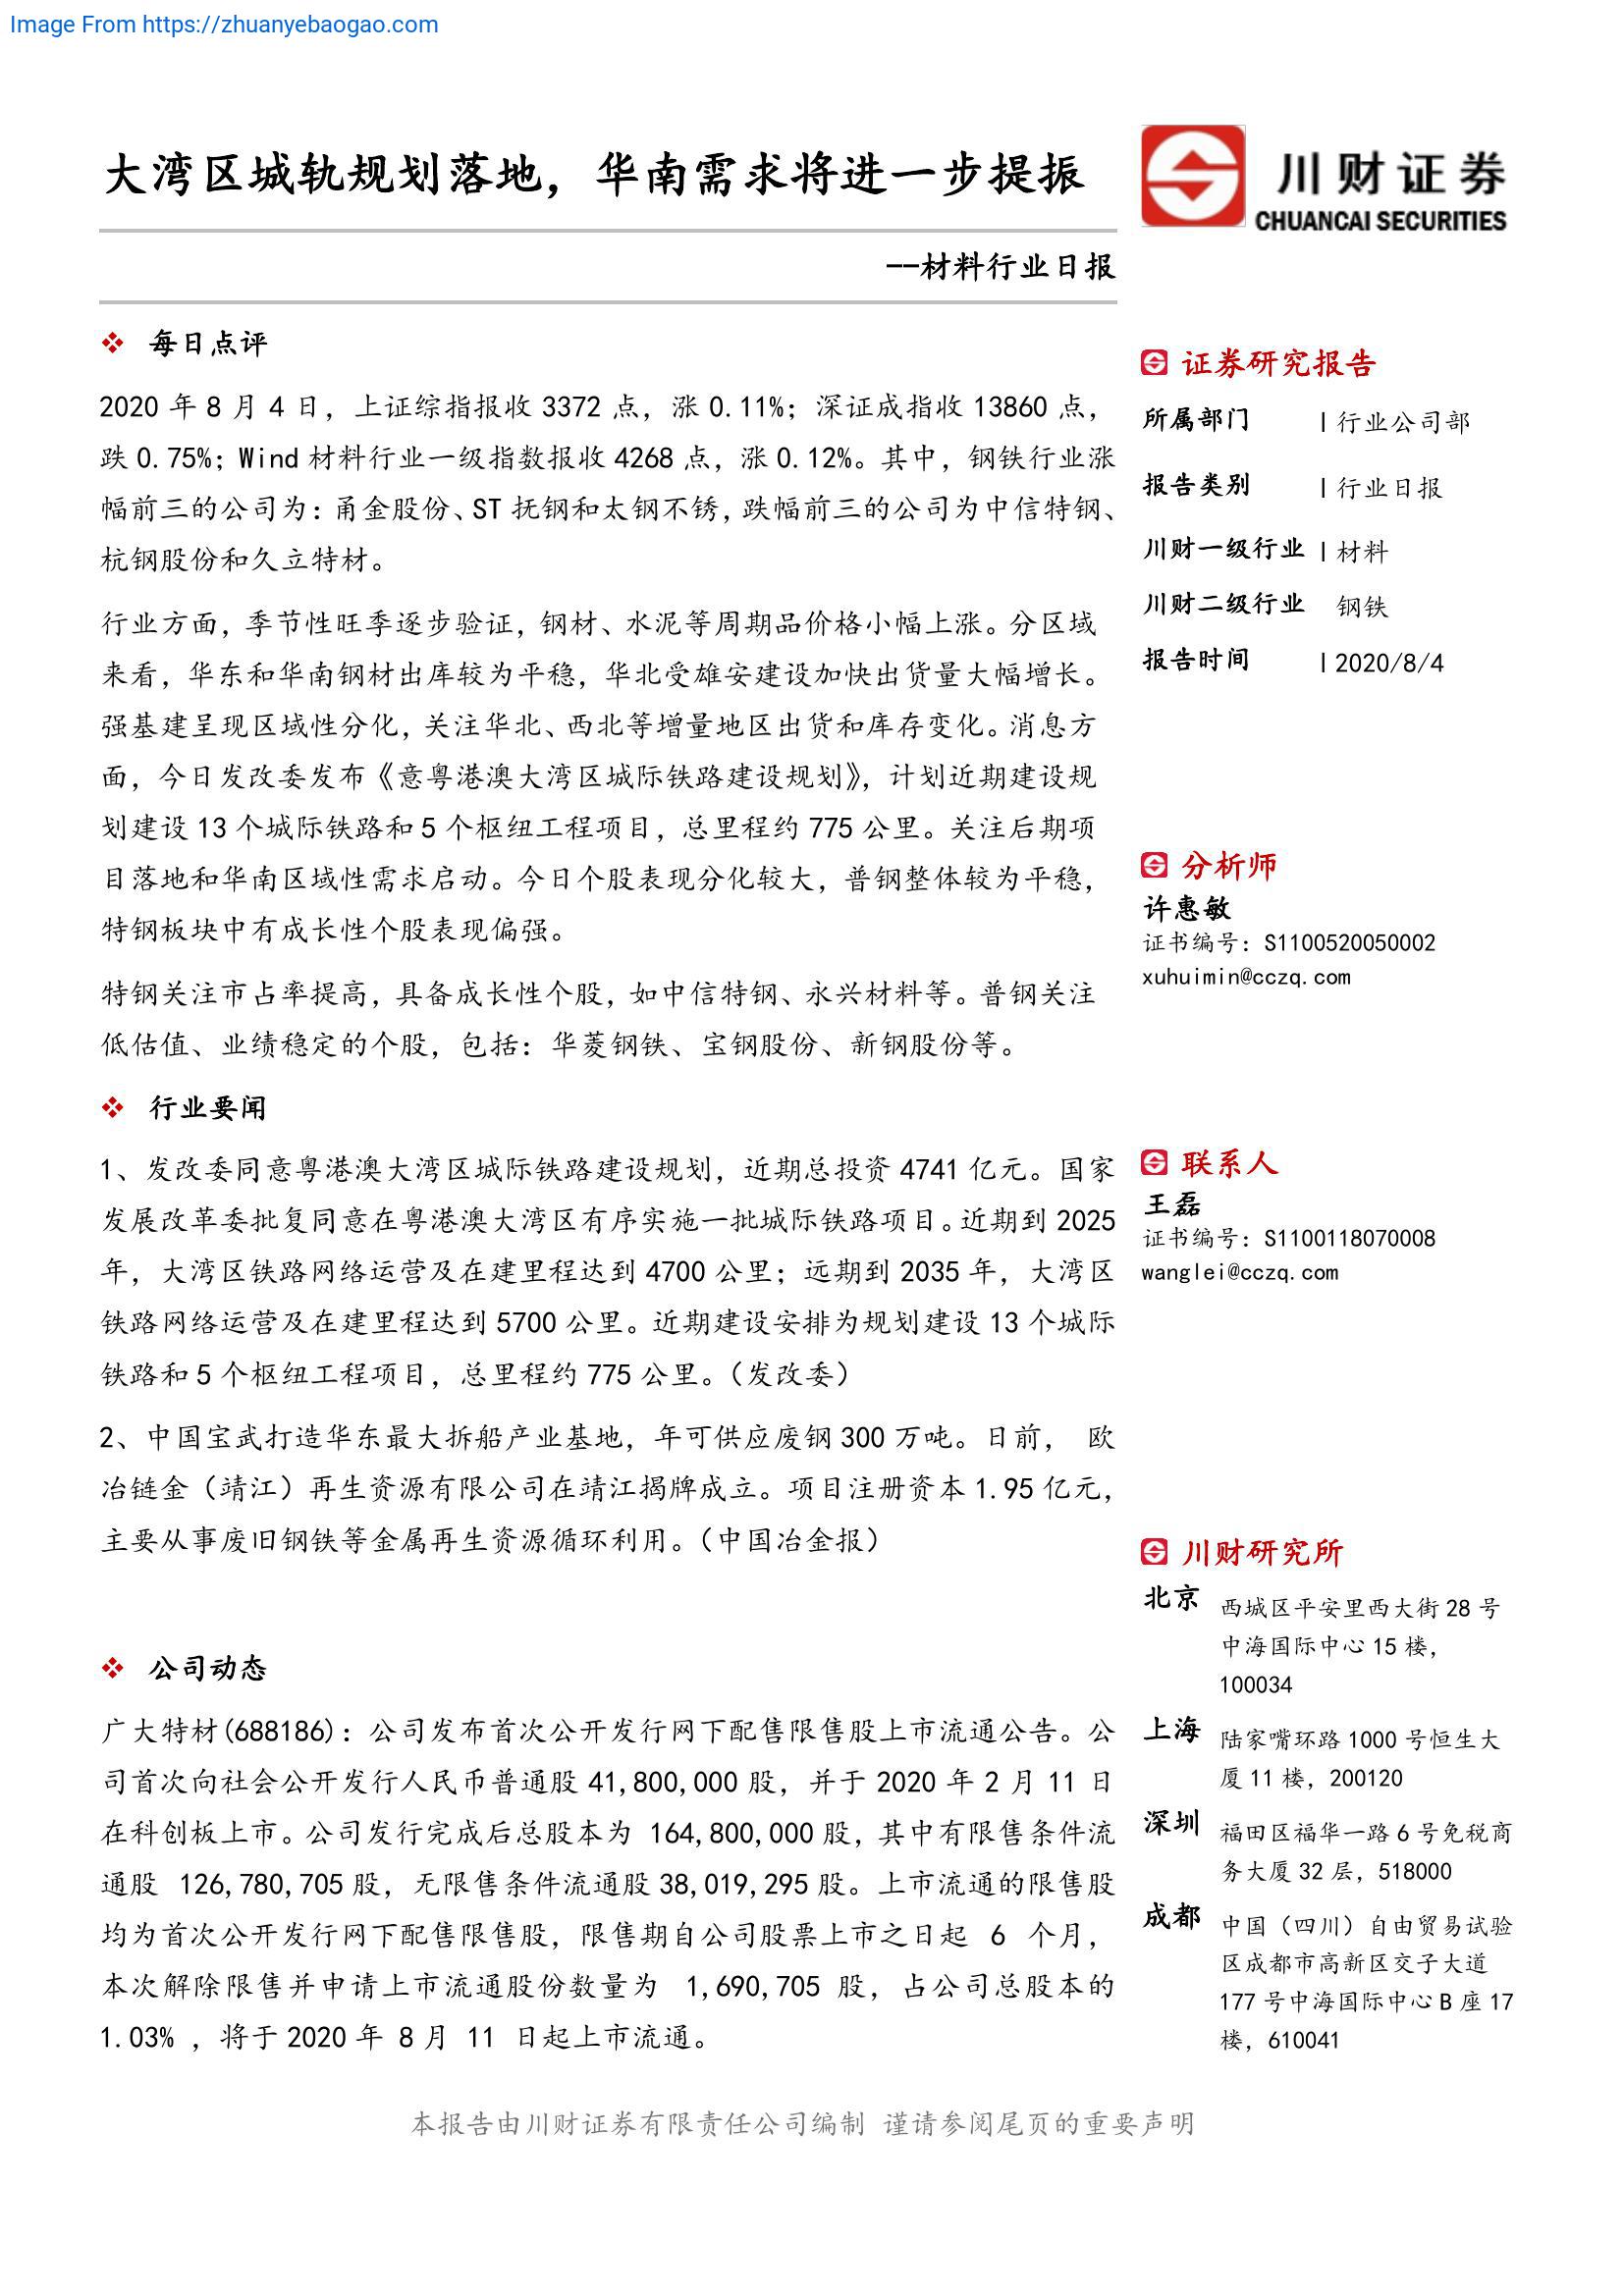 Image From https://zhuanyebaogao.com
大湾区城轨规划落地，华南需求将进一步提振
川财证券
CHUANCAI SECURITIES
--材料行业日报
❖ 每日点评
2020 年 8 月 4 日，上证综指报收 3372 点，涨 0.11%；深证成指收 13860 点，
跌 0.75%；Wind 材料行业一级指数报收 4268 点，涨 0.12%。其中，钢铁行业涨
幅前三的公司为：甬金股份、ST 抚钢和太钢不锈，跌幅前三的公司为中信特钢、
杭钢股份和久立特材。
行业方面，季节性旺季逐步验证，钢材、水泥等周期品价格小幅上涨。分区域
来看，华东和华南钢材出库较为平稳，华北受雄安建设加快出货量大幅增长。
强基建呈现区域性分化，关注华北、西北等增量地区出货和库存变化。消息方
面，今日发改委发布《意粤港澳大湾区城际铁路建设规划》，计划近期建设规
划建设 13 个城际铁路和 5 个枢纽工程项目，总里程约 775 公里。关注后期项
目落地和华南区域性需求启动。今日个股表现分化较大，普钢整体较为平稳，
特钢板块中有成长性个股表现偏强。
特钢关注市占率提高，具备成长性个股，如中信特钢、永兴材料等。普钢关注
低估值、业绩稳定的个股，包括：华菱钢铁、宝钢股份、新钢股份等。
❖ 行业要闻
1、发改委同意粤港澳大湾区城际铁路建设规划，近期总投资 4741 亿元。国家
发展改革委批复同意在粤港澳大湾区有序实施一批城际铁路项目。近期到 2025
年，大湾区铁路网络运营及在建里程达到 4700 公里；远期到 2035 年，大湾区
铁路网络运营及在建里程达到 5700 公里。近期建设安排为规划建设 13 个城际
铁路和 5 个枢纽工程项目，总里程约 775 公里。（发改委）
2、中国宝武打造华东最大拆船产业基地，年可供应废钢 300 万吨。日前， 欧
冶链金（靖江）再生资源有限公司在靖江揭牌成立。项目注册资本 1.95 亿元，
主要从事废旧钢铁等金属再生资源循环利用。（中国冶金报）
❖ 公司动态
广大特材(688186)：公司发布首次公开发行网下配售限售股上市流通公告。公
司首次向社会公开发行人民币普通股 41,800,000 股，并于 2020 年 2 月 11 日
在科创板上市。公司发行完成后总股本为 164,800,000 股，其中有限售条件流
通股 126,780,705 股，无限售条件流通股 38,019,295 股。上市流通的限售股
均为首次公开发行网下配售限售股，限售期自公司股票上市之日起 6 个月，
本次解除限售并申请上市流通股份数量为 1,690,705 股，占公司总股本的
1.03% ，将于 2020 年 8 月 11 日起上市流通。
证券研究报告
所属部门 | 行业公司部
报告类别 | 行业日报
川财一级行业 | 材料
川财二级行业 钢铁
报告时间 | 2020/8/4
分析师
许惠敏
证书编号：S1100520050002
xuhuimin@cczq.com
联系人
王磊
证书编号：S1100118070008
wanglei@cczq.com
川财研究所
北京 西城区平安里西大街 28 号
中海国际中心 15 楼，
100034
上海 陆家嘴环路 1000 号恒生大
厦 11 楼，200120
深圳 福田区福华一路 6 号免税商
务大厦 32 层，518000
成都 中国（四川）自由贸易试验
区成都市高新区交子大道
177 号中海国际中心 B 座 17
楼，610041
本报告由川财证券有限责任公司编制 谨请参阅尾页的重要声明